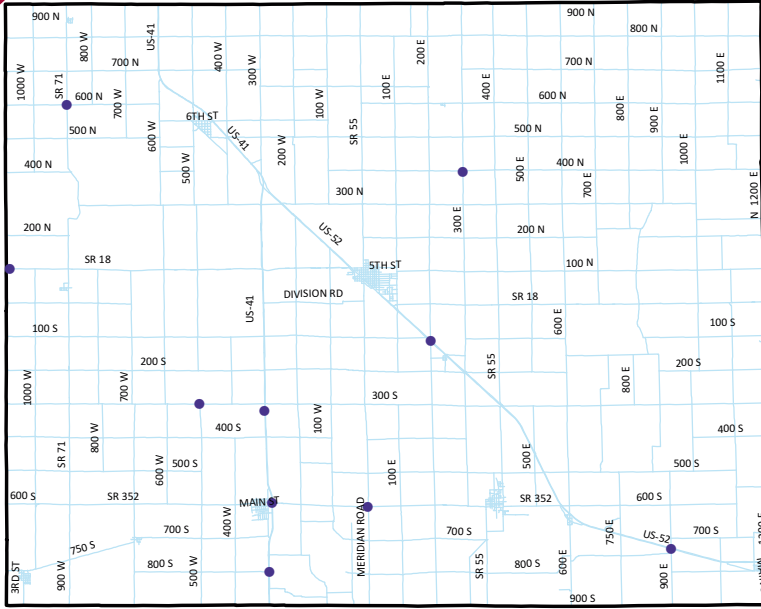 900 N
900 N
800 N
US-41
800 W
400 W
300 W
200 E
700 N
700 N
1000 W
SR 71
100 E
400 E
1100 E
600 N
700 W
100 W
600 N
800 E
900 E
6TH ST
500 N
600 W
US-41
SR 55
500 N
1000 E
400 N
500 W
200 W
500 E
400 N
700 E
300 N
N 1200 E
200 N
US-52
300 E
200 N
SR 18
5TH ST
100 N
DIVISION RD
SR 18
US-41
600 E
100 S
100 S
200 S
SR 55
200 S
1000 W
700 W
300 S
800 E
100 W
400 S
400 S
800 W
SR 71
500 S
600 W
100 E
500 E
500 S
600 S
SR 352
MAIN ST
SR 352
600 S
400 W
MERIDIAN ROAD
700 S
700 S
750 E
US-52
700 S
750 S
3RD ST
900 W
800 S
500 W
SR 55
800 S
600 E
900 E
900 S